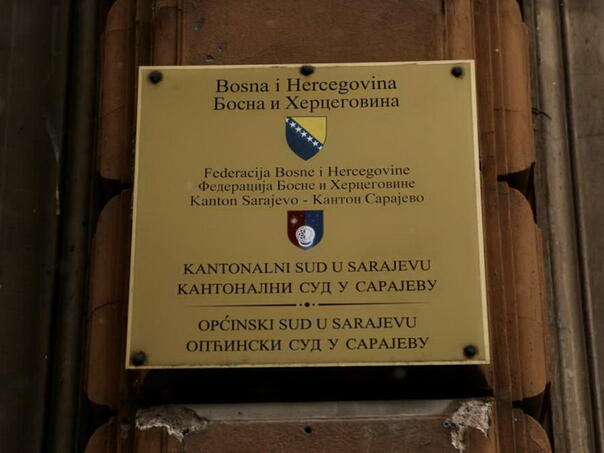 Bosna i Hercegovina
Босна и Херцеговина
Federacija Bosne i Hercegovine
Федерација Босне и Херцеговине
Kanton Sarajevo - Кантон Сарајево
KANTONALNI SUD U SARAJEVU
КАНТОНАЛНИ СУД У САРАЈЕВУ
OPĆINSKI SUD U SARAJEVU
ОПЋИНСКИ СУД У САРАЈЕВУ